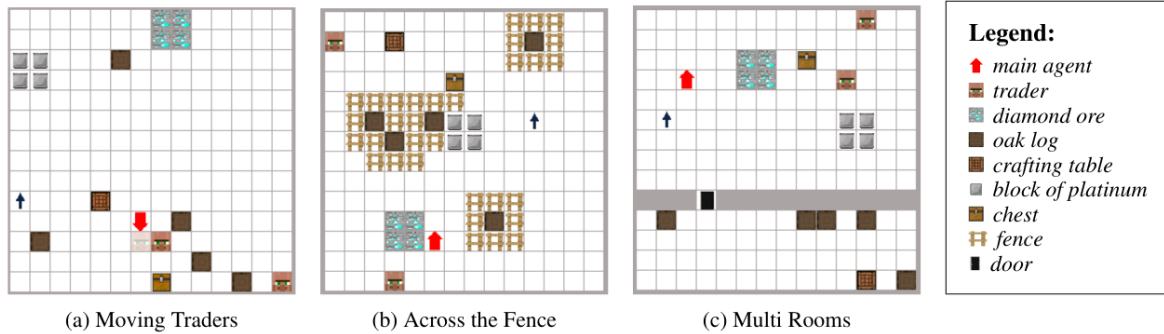 Legend:
main agent
trader
diamond ore
oak log
crafting table
block of platinum
chest
fence
door
(a) Moving Traders
(b) Across the Fence
(c) Multi Rooms